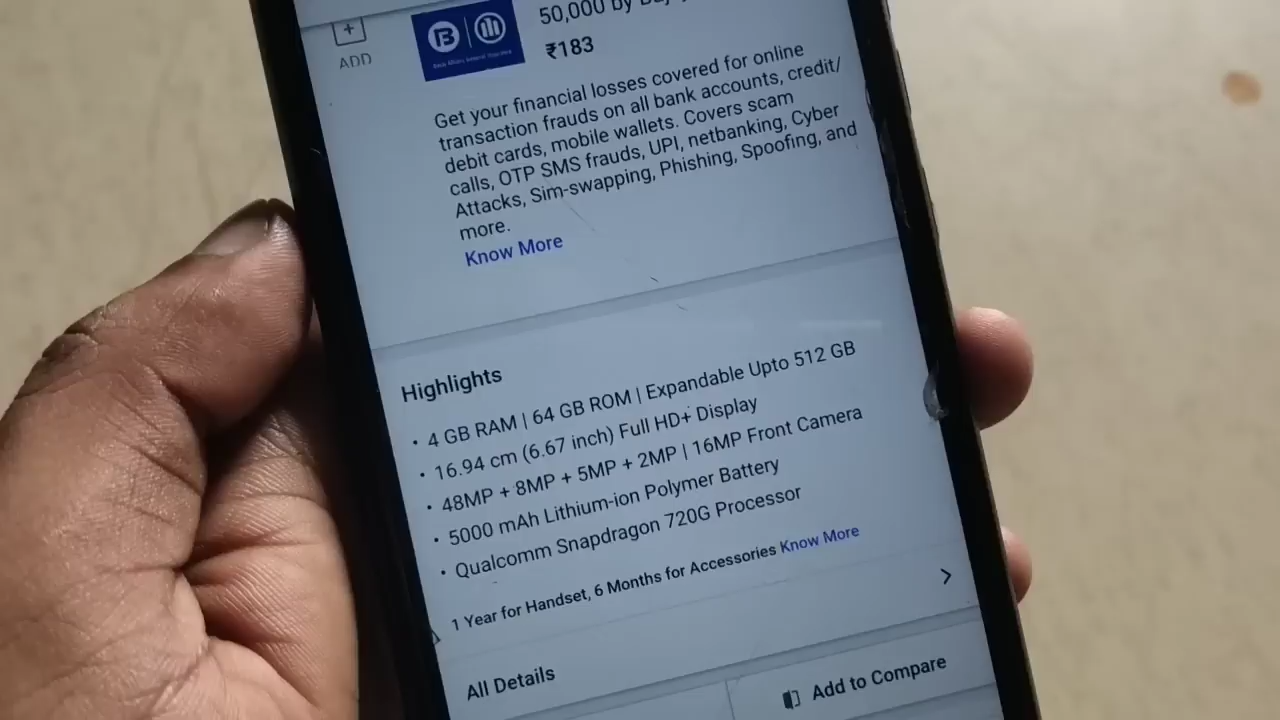 50,000 by
ADD
₹183
Get your financial losses covered for online
transaction frauds on all bank accounts, credit/
debit cards, mobile wallets. Covers scam
calls, OTP SMS frauds, UPI, netbanking, Cyber
Attacks, Sim-swapping, Phishing, Spoofing, and
more.
Know More
Highlights
• 4 GB RAM | 64 GB ROM | Expandable Upto 512 GB
• 16.94 cm (6.67 inch) Full HD+ Display
• 48MP + 8MP + 5MP + 2MP | 16MP Front Camera
• 5000 mAh Lithium-ion Polymer Battery
• Qualcomm Snapdragon 720G Processor
1 Year for Handset, 6 Months for Accessories Know More
All Details
Add to Compare